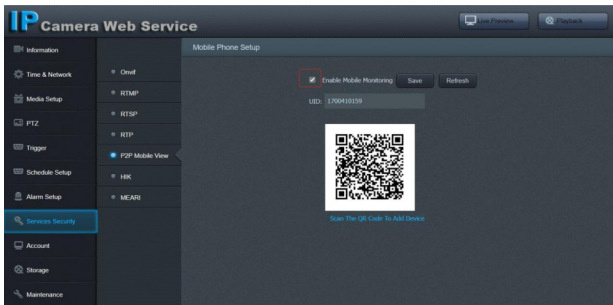 IP Camera Web Service
Live Preview
Playback
Information
Time & Network
Media Setup
PTZ
Trigger
Schedule Setup
Alarm Setup
Services Security
Account
Storage
Maintenance
Onvif
RTMP
RTSP
RTP
P2P Mobile View
HIK
MEARI
Mobile Phone Setup
Enable Mobile Monitoring Save Refresh
UID: 1700410159
Scan The QR Code To Add Device